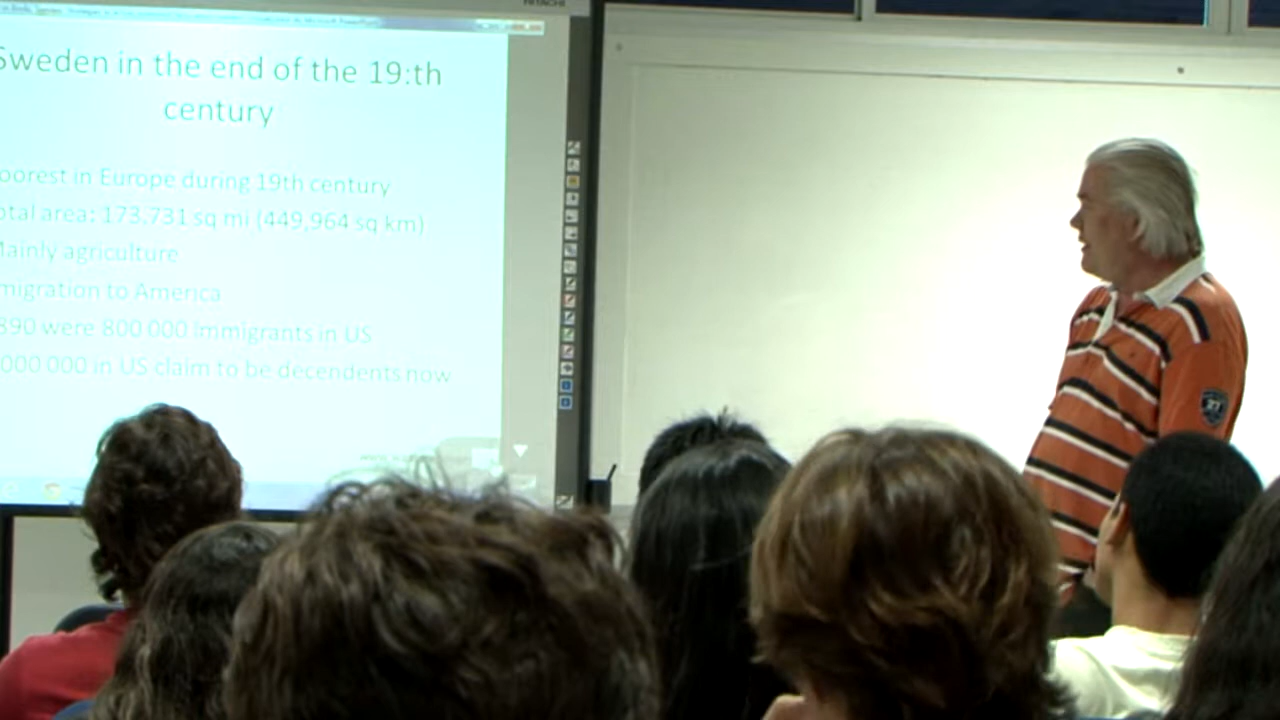 HITACHI
Sweden in the end of the 19:th
century
oorest in Europe during 19th century
otal area: 173.731 sq mi (449,964 sq km)
Mainly agriculture
migration to America
890 were 800 000 immigrants in US
000 000 in US claim to be decendents now